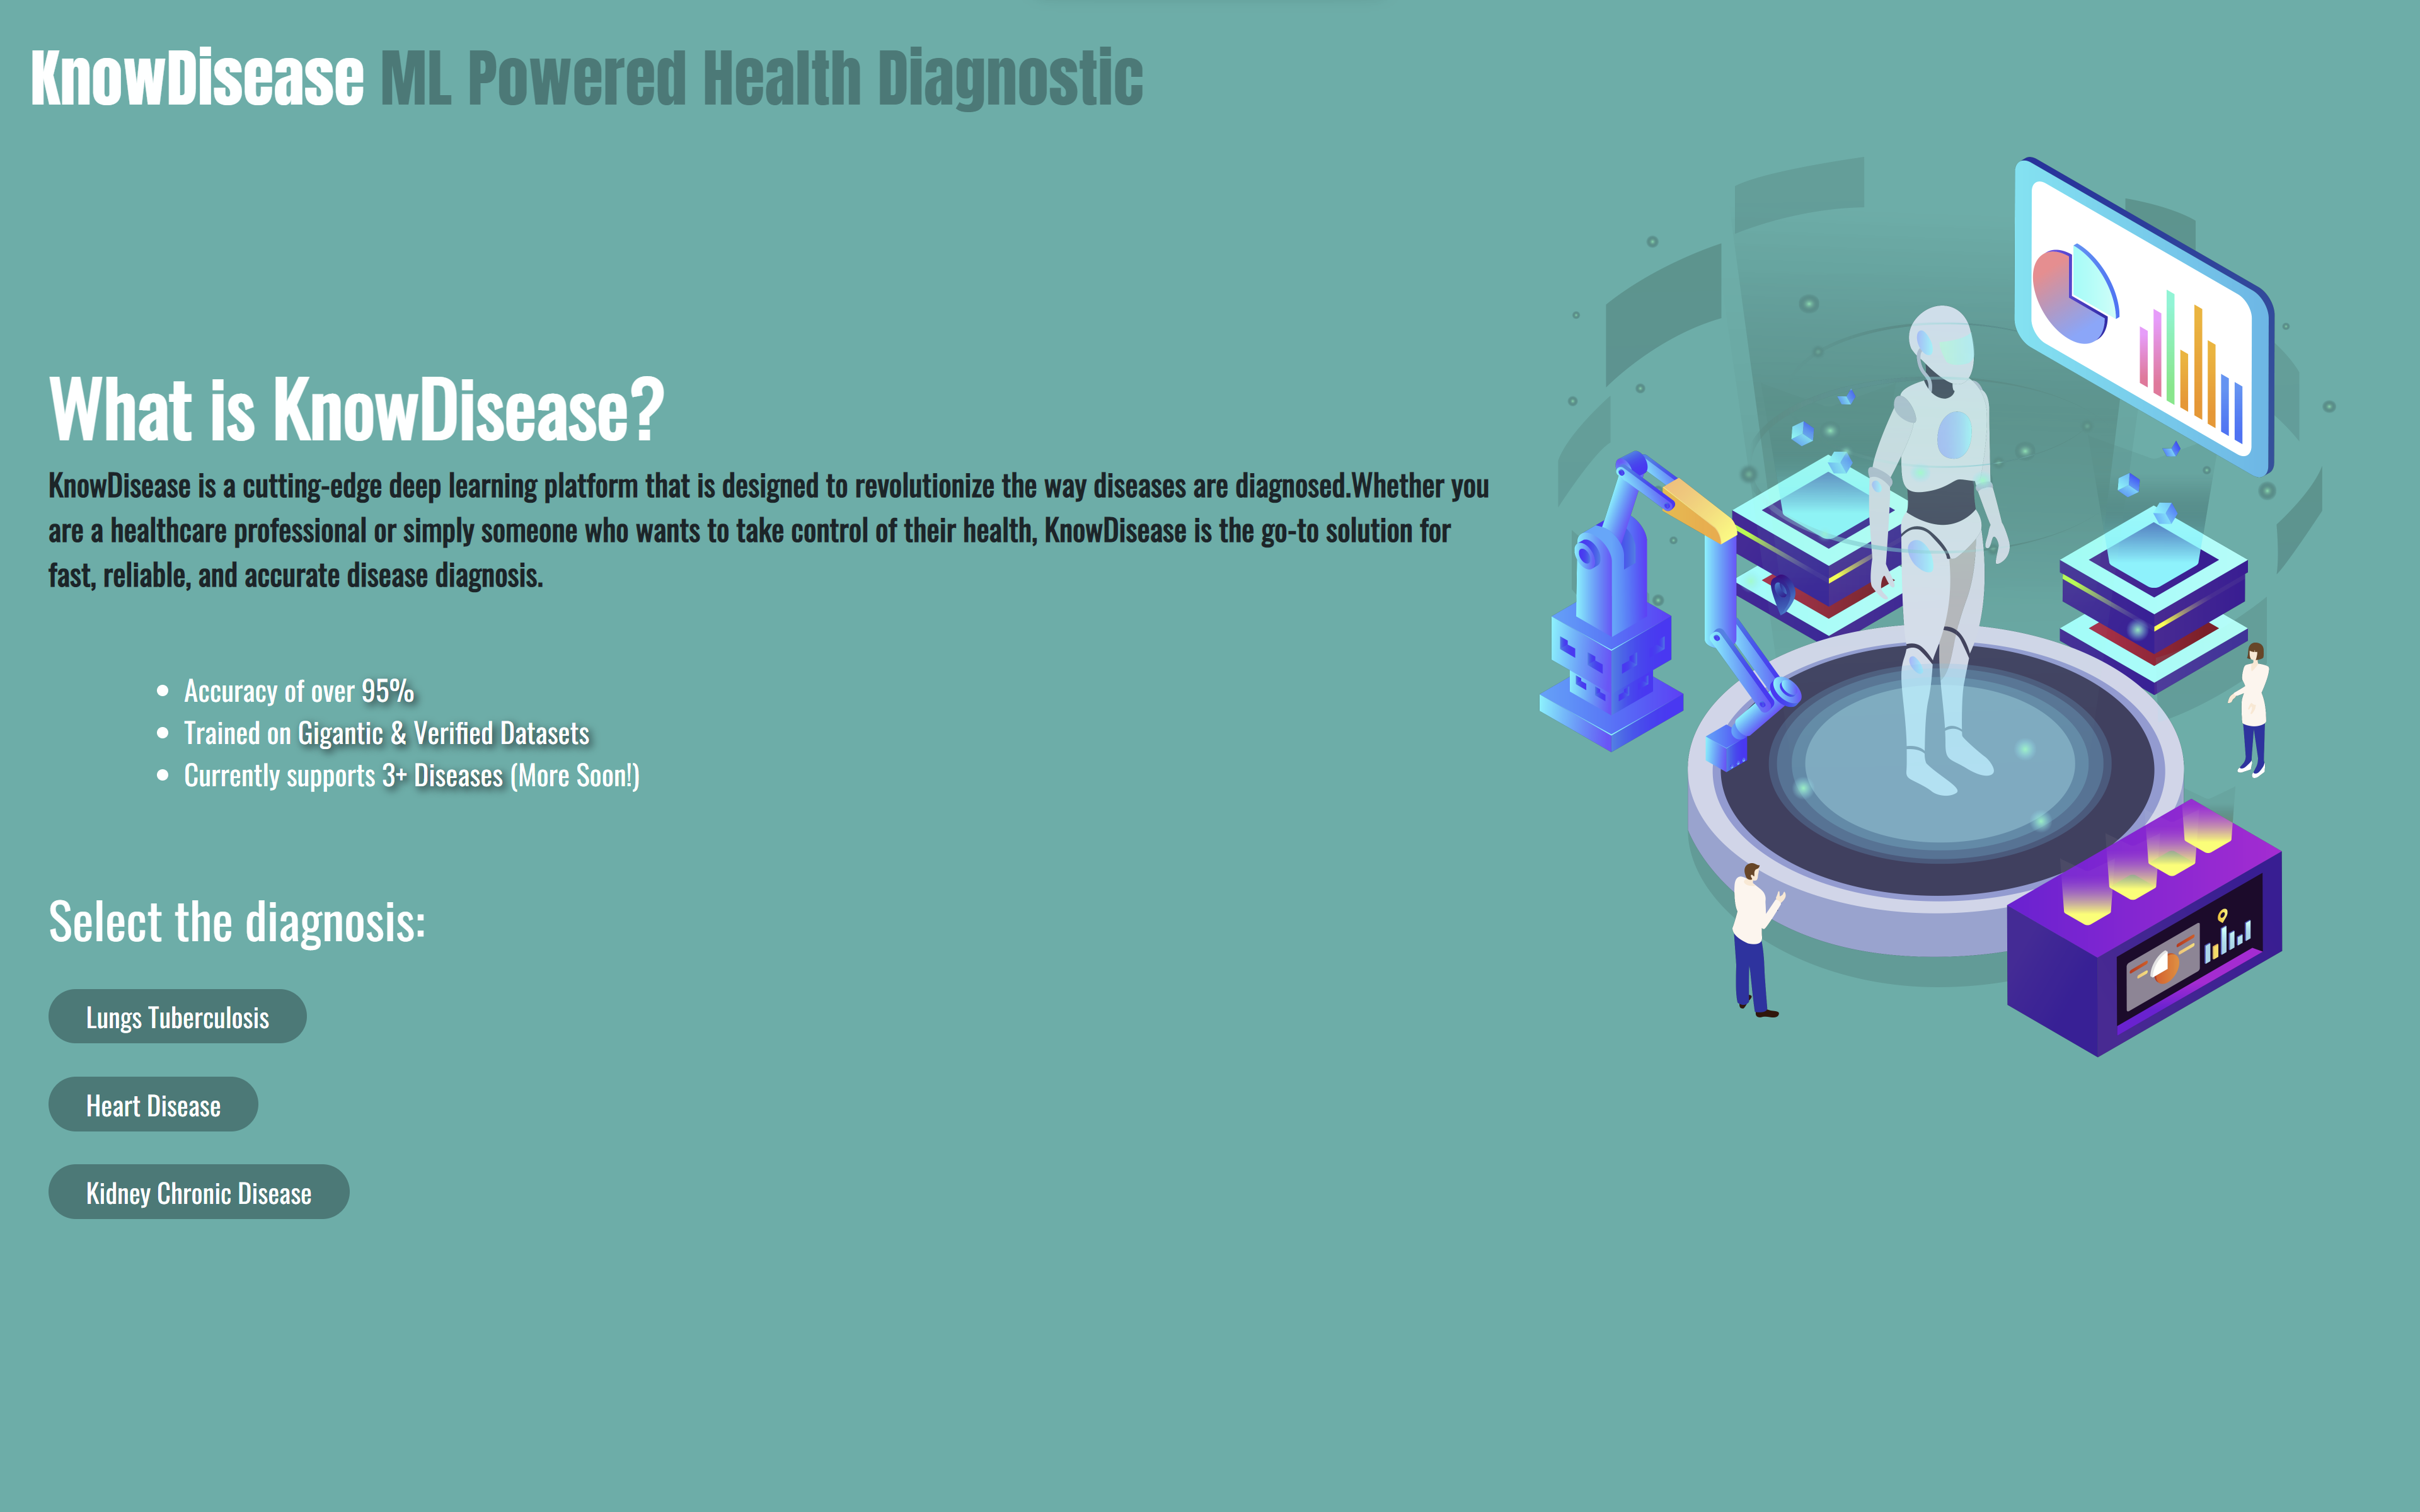 KnowDisease ML Powered Health Diagnostic
What is KnowDisease?
KnowDisease is a cutting-edge deep learning platform that is designed to revolutionize the way diseases are diagnosed.Whether you
are a healthcare professional or simply someone who wants to take control of their health, KnowDisease is the go-to solution for
fast, reliable, and accurate disease diagnosis.
• Accuracy of over 95%
• Trained on Gigantic & Verified Datasets
• Currently supports 3+ Diseases (More Soon!)
Select the diagnosis:
Lungs Tuberculosis
Heart Disease
Kidney Chronic Disease